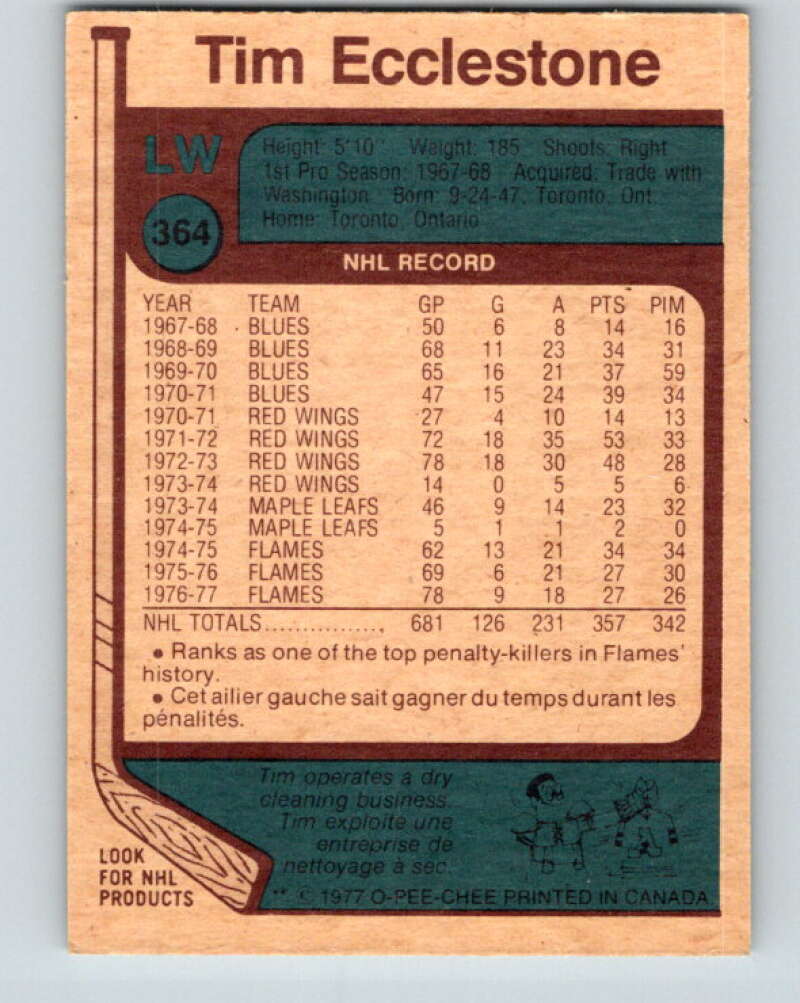 Tim Ecclestone
LW
Height: 5'10 Weight: 185 Shoots: Right
1st Pro Season: 1967-68 Acquired: Trade with
Washington Born: 9-24-47, Toronto, Ont.
Home: Toronto, Ontario
364
NHL RECORD
YEAR TEAM GP G A PTS PIM
1967-68 BLUES 50 6 8 14 16
1968-69 BLUES 68 11 23 34 31
1969-70 BLUES 65 16 21 37 59
1970-71 BLUES 47 15 24 39 34
1970-71 RED WINGS 27 4 10 14 13
1971-72 RED WINGS 72 18 35 53 33
1972-73 RED WINGS 78 18 30 48 28
1973-74 RED WINGS 14 0 5 5 6
1973-74 MAPLE LEAFS 46 9 14 23 32
1974-75 MAPLE LEAFS 5 1 1 2 0
1974-75 FLAMES 62 13 21 34 34
1975-76 FLAMES 69 6 21 27 30
1976-77 FLAMES 78 9 18 27 26
NHL TOTALS................ 681 126 231 357 342
• Ranks as one of the top penalty-killers in Flames'
history.
• Cet ailier gauche sait gagner du temps durant les
pénalités.
Tim operates a dry
cleaning business.
Tim exploite une
entreprise de
nettoyage à sec.
LOOK
FOR NHL
PRODUCTS
** © 1977 O-PEE-CHEE PRINTED IN CANADA